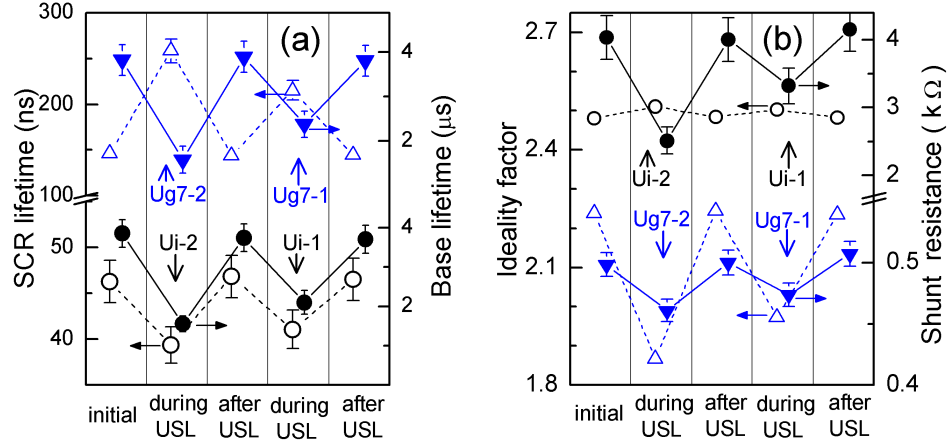 300
250
200
150
100
50
40
SCR lifetime (ns)
(a)
4
2
4
2
Base lifetime (μs)
Ug7-2
Ug7-1
Ui-2
Ui-1
initial
during
USL
after
USL
during
USL
after
USL
2.7
2.4
2.1
1.8
Ideality factor
(b)
4
3
2
0.5
0.4
Shunt resistance (kΩ)
Ui-2
Ui-1
Ug7-2
Ug7-1
initial
during
USL
after
USL
during
USL
after
USL